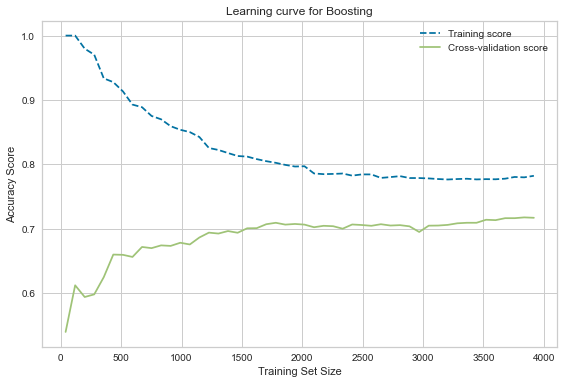 Learning curve for Boosting
Training score
Cross-validation score
1.0
0.9
0.8
0.7
0.6
Accuracy Score
0 500 1000 1500 2000 2500 3000 3500 4000
Training Set Size